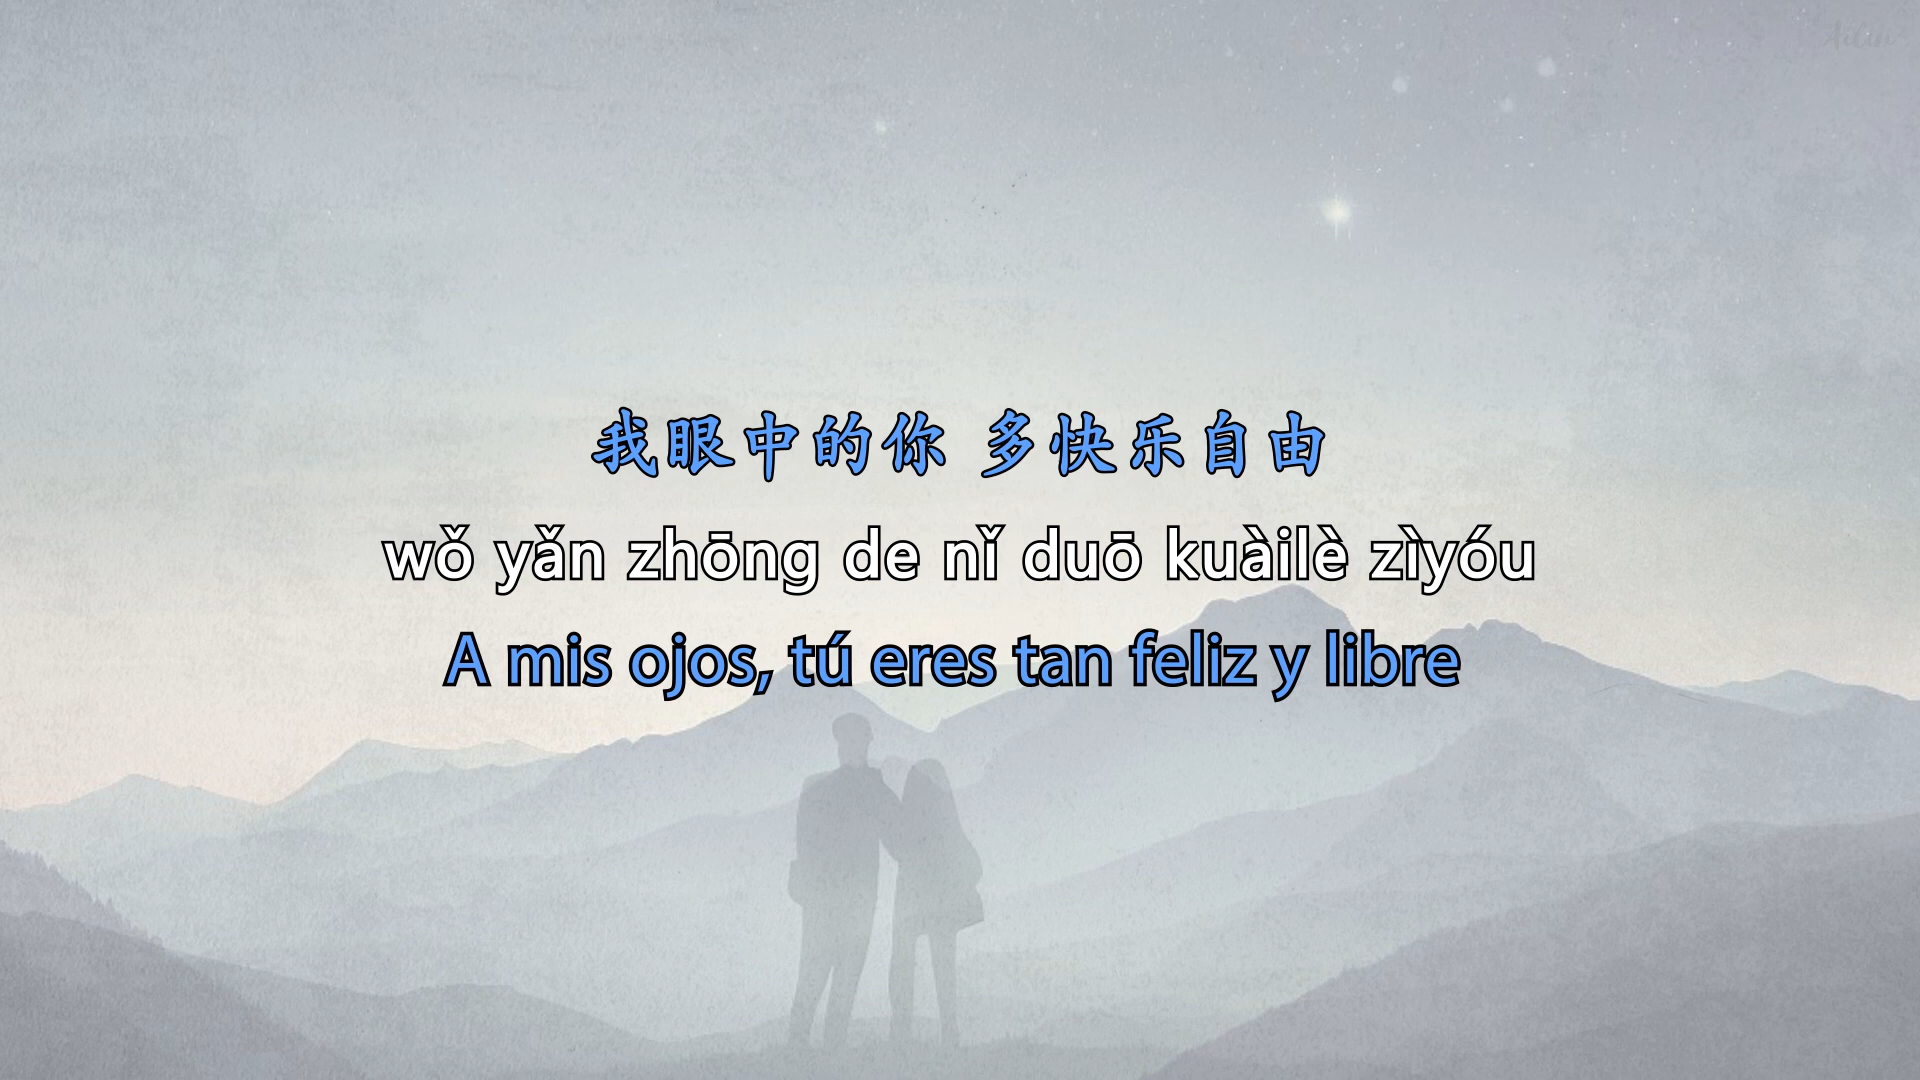 Ailin
我眼中的你 多快乐自由
wǒ yǎn zhōng de nǐ duō kuàilè zìyóu
A mis ojos, tú eres tan feliz y libre